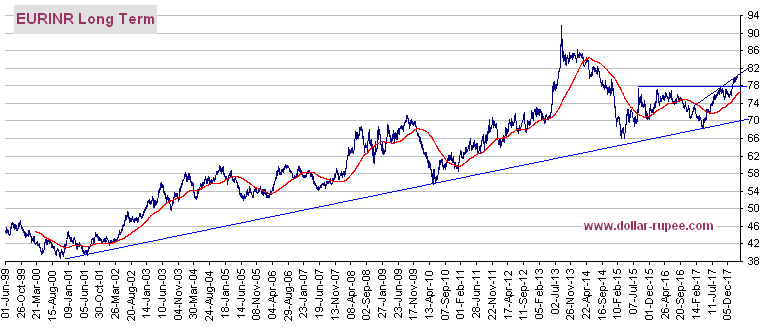 EURINR Long Term
94
90
86
82
78
74
70
66
62
58
54
50
46
42
38
www.dollar-rupee.com
01-Jun-99
26-Oct-99
21-Mar-00
15-Aug-00
09-Jan-01
05-Jun-01
31-Oct-01
26-Mar-02
20-Aug-02
14-Jan-03
10-Jun-03
04-Nov-03
30-Mar-04
24-Aug-04
18-Jan-05
14-Jun-05
08-Nov-05
04-Apr-06
29-Aug-06
23-Jan-07
19-Jun-07
13-Nov-07
08-Apr-08
02-Sep-08
27-Jan-09
23-Jun-09
17-Nov-09
13-Apr-10
06-Sep-10
01-Feb-11
28-Jun-11
22-Nov-11
17-Apr-12
11-Sep-12
05-Feb-13
02-Jul-13
26-Nov-13
22-Apr-14
16-Sep-14
10-Feb-15
07-Jul-15
01-Dec-15
26-Apr-16
20-Sep-16
14-Feb-17
11-Jul-17
05-Dec-17